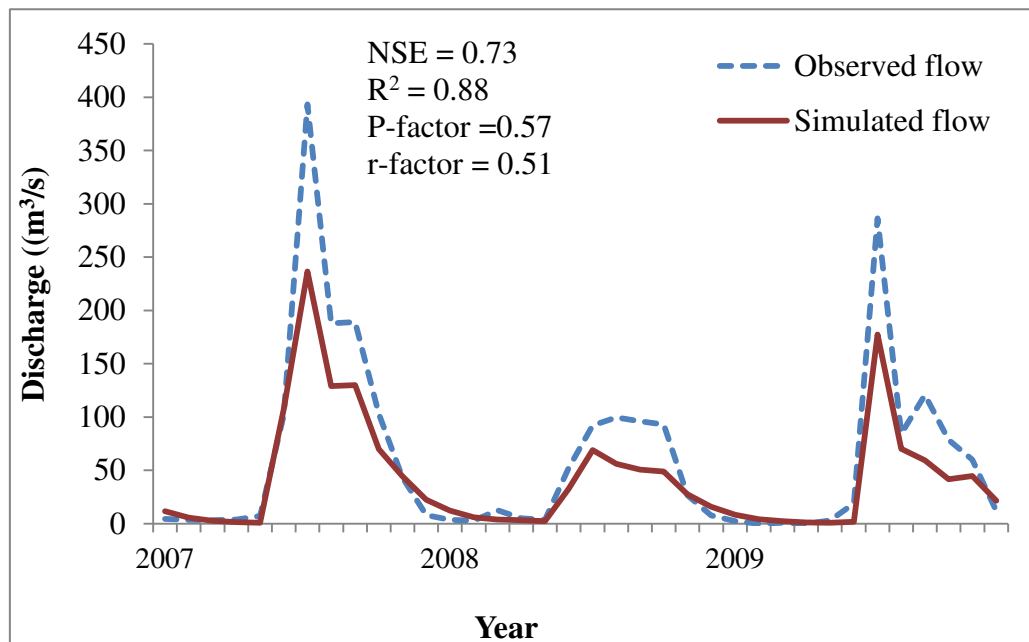 450
400
350
300
250
200
150
100
50
0
Discharge ((m³/s)
NSE = 0.73
R² = 0.88
P-factor =0.57
r-factor = 0.51
Observed flow
Simulated flow
2007 2008 2009
Year